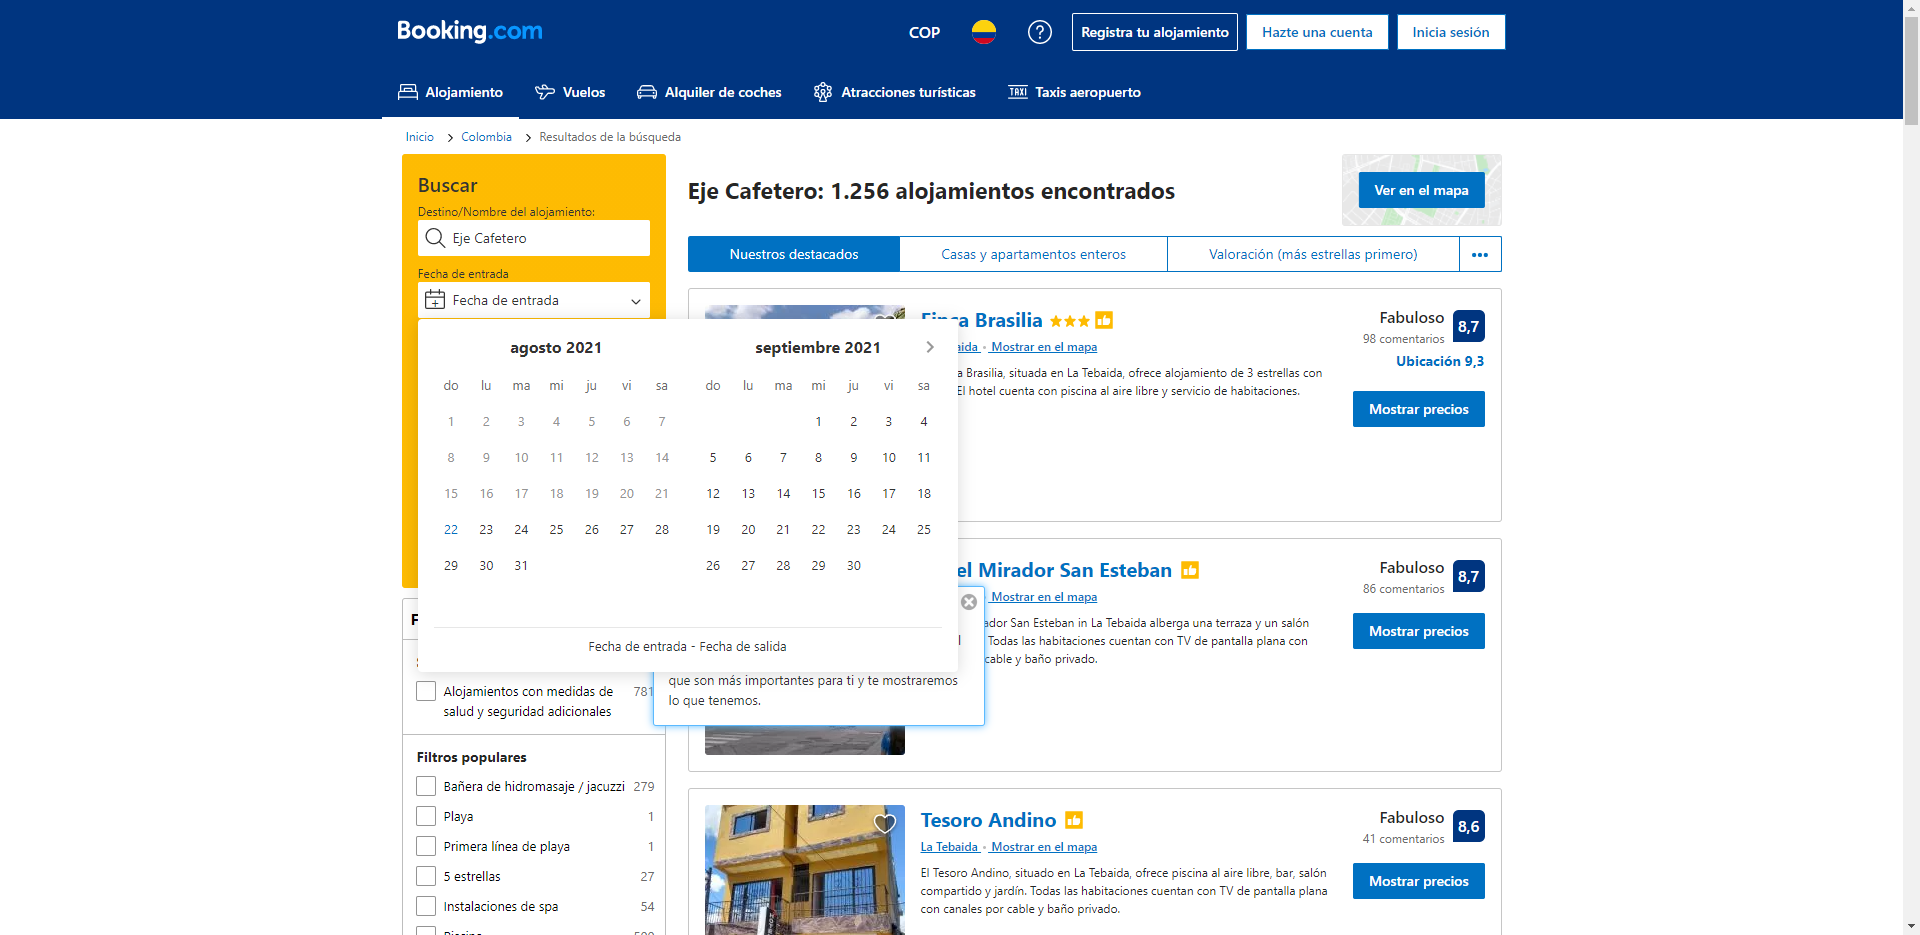 Booking.com
COP
Registra tu alojamiento
Hazte una cuenta
Inicia sesión
Alojamiento
Vuelos
Alquiler de coches
Atracciones turísticas
TAXI Taxis aeropuerto
Inicio
Colombia
Resultados de la búsqueda
Buscar
Destino/Nombre del alojamiento:
Eje Cafetero
Fecha de entrada
Fecha de entrada
agosto 2021
do lu ma mi ju vi sa
1 2 3 4 5 6 7
8 9 10 11 12 13 14
15 16 17 18 19 20 21
22 23 24 25 26 27 28
29 30 31
septiembre 2021
do lu ma mi ju vi sa
1 2 3 4
5 6 7 8 9 10 11
12 13 14 15 16 17 18
19 20 21 22 23 24 25
26 27 28 29 30
Fecha de entrada - Fecha de salida
que son más importantes para ti y te mostraremos
lo que tenemos.
Alojamientos con medidas de 781
salud y seguridad adicionales
Filtros populares
Bañera de hidromasaje / jacuzzi 279
Playa 1
Primera línea de playa 1
5 estrellas 27
Instalaciones de spa 54
Eje Cafetero: 1.256 alojamientos encontrados
Ver en el mapa
Nuestros destacados
Casas y apartamentos enteros
Valoración (más estrellas primero)
Finca Brasilia
Mostrar en el mapa
Brasilia, situada en La Tebaida, ofrece alojamiento de 3 estrellas con
El hotel cuenta con piscina al aire libre y servicio de habitaciones.
Fabuloso 8,7
98 comentarios
Ubicación 9,3
Mostrar precios
el Mirador San Esteban
Mostrar en el mapa
San Esteban in La Tebaida alberga una terraza y un salón
Todas las habitaciones cuentan con TV de pantalla plana con
cable y baño privado.
Fabuloso 8,7
86 comentarios
Mostrar precios
Tesoro Andino
La Tebaida Mostrar en el mapa
El Tesoro Andino, situado en La Tebaida, ofrece piscina al aire libre, bar, salón
compartido y jardín. Todas las habitaciones cuentan con TV de pantalla plana
con canales por cable y baño privado.
Fabuloso 8,6
41 comentarios
Mostrar precios